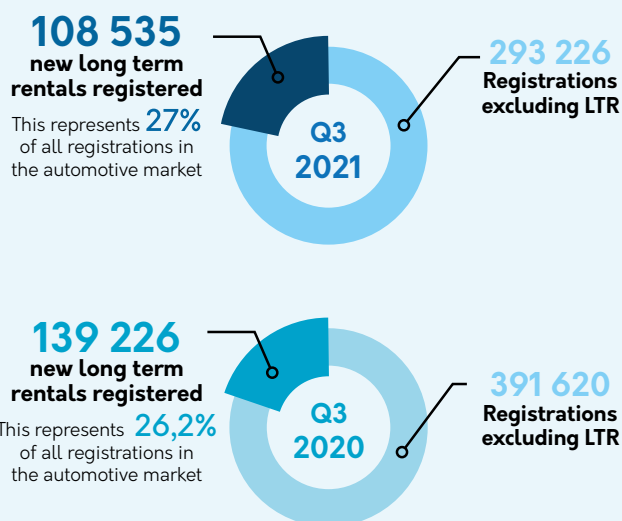 108 535
new long term
rentals registered
This represents 27%
of all registrations in
the automotive market
Q3
2021
293 226
Registrations
excluding LTR
139 226
new long term
rentals registered
This represents 26,2%
of all registrations in
the automotive market
Q3
2020
391 620
Registrations
excluding LTR